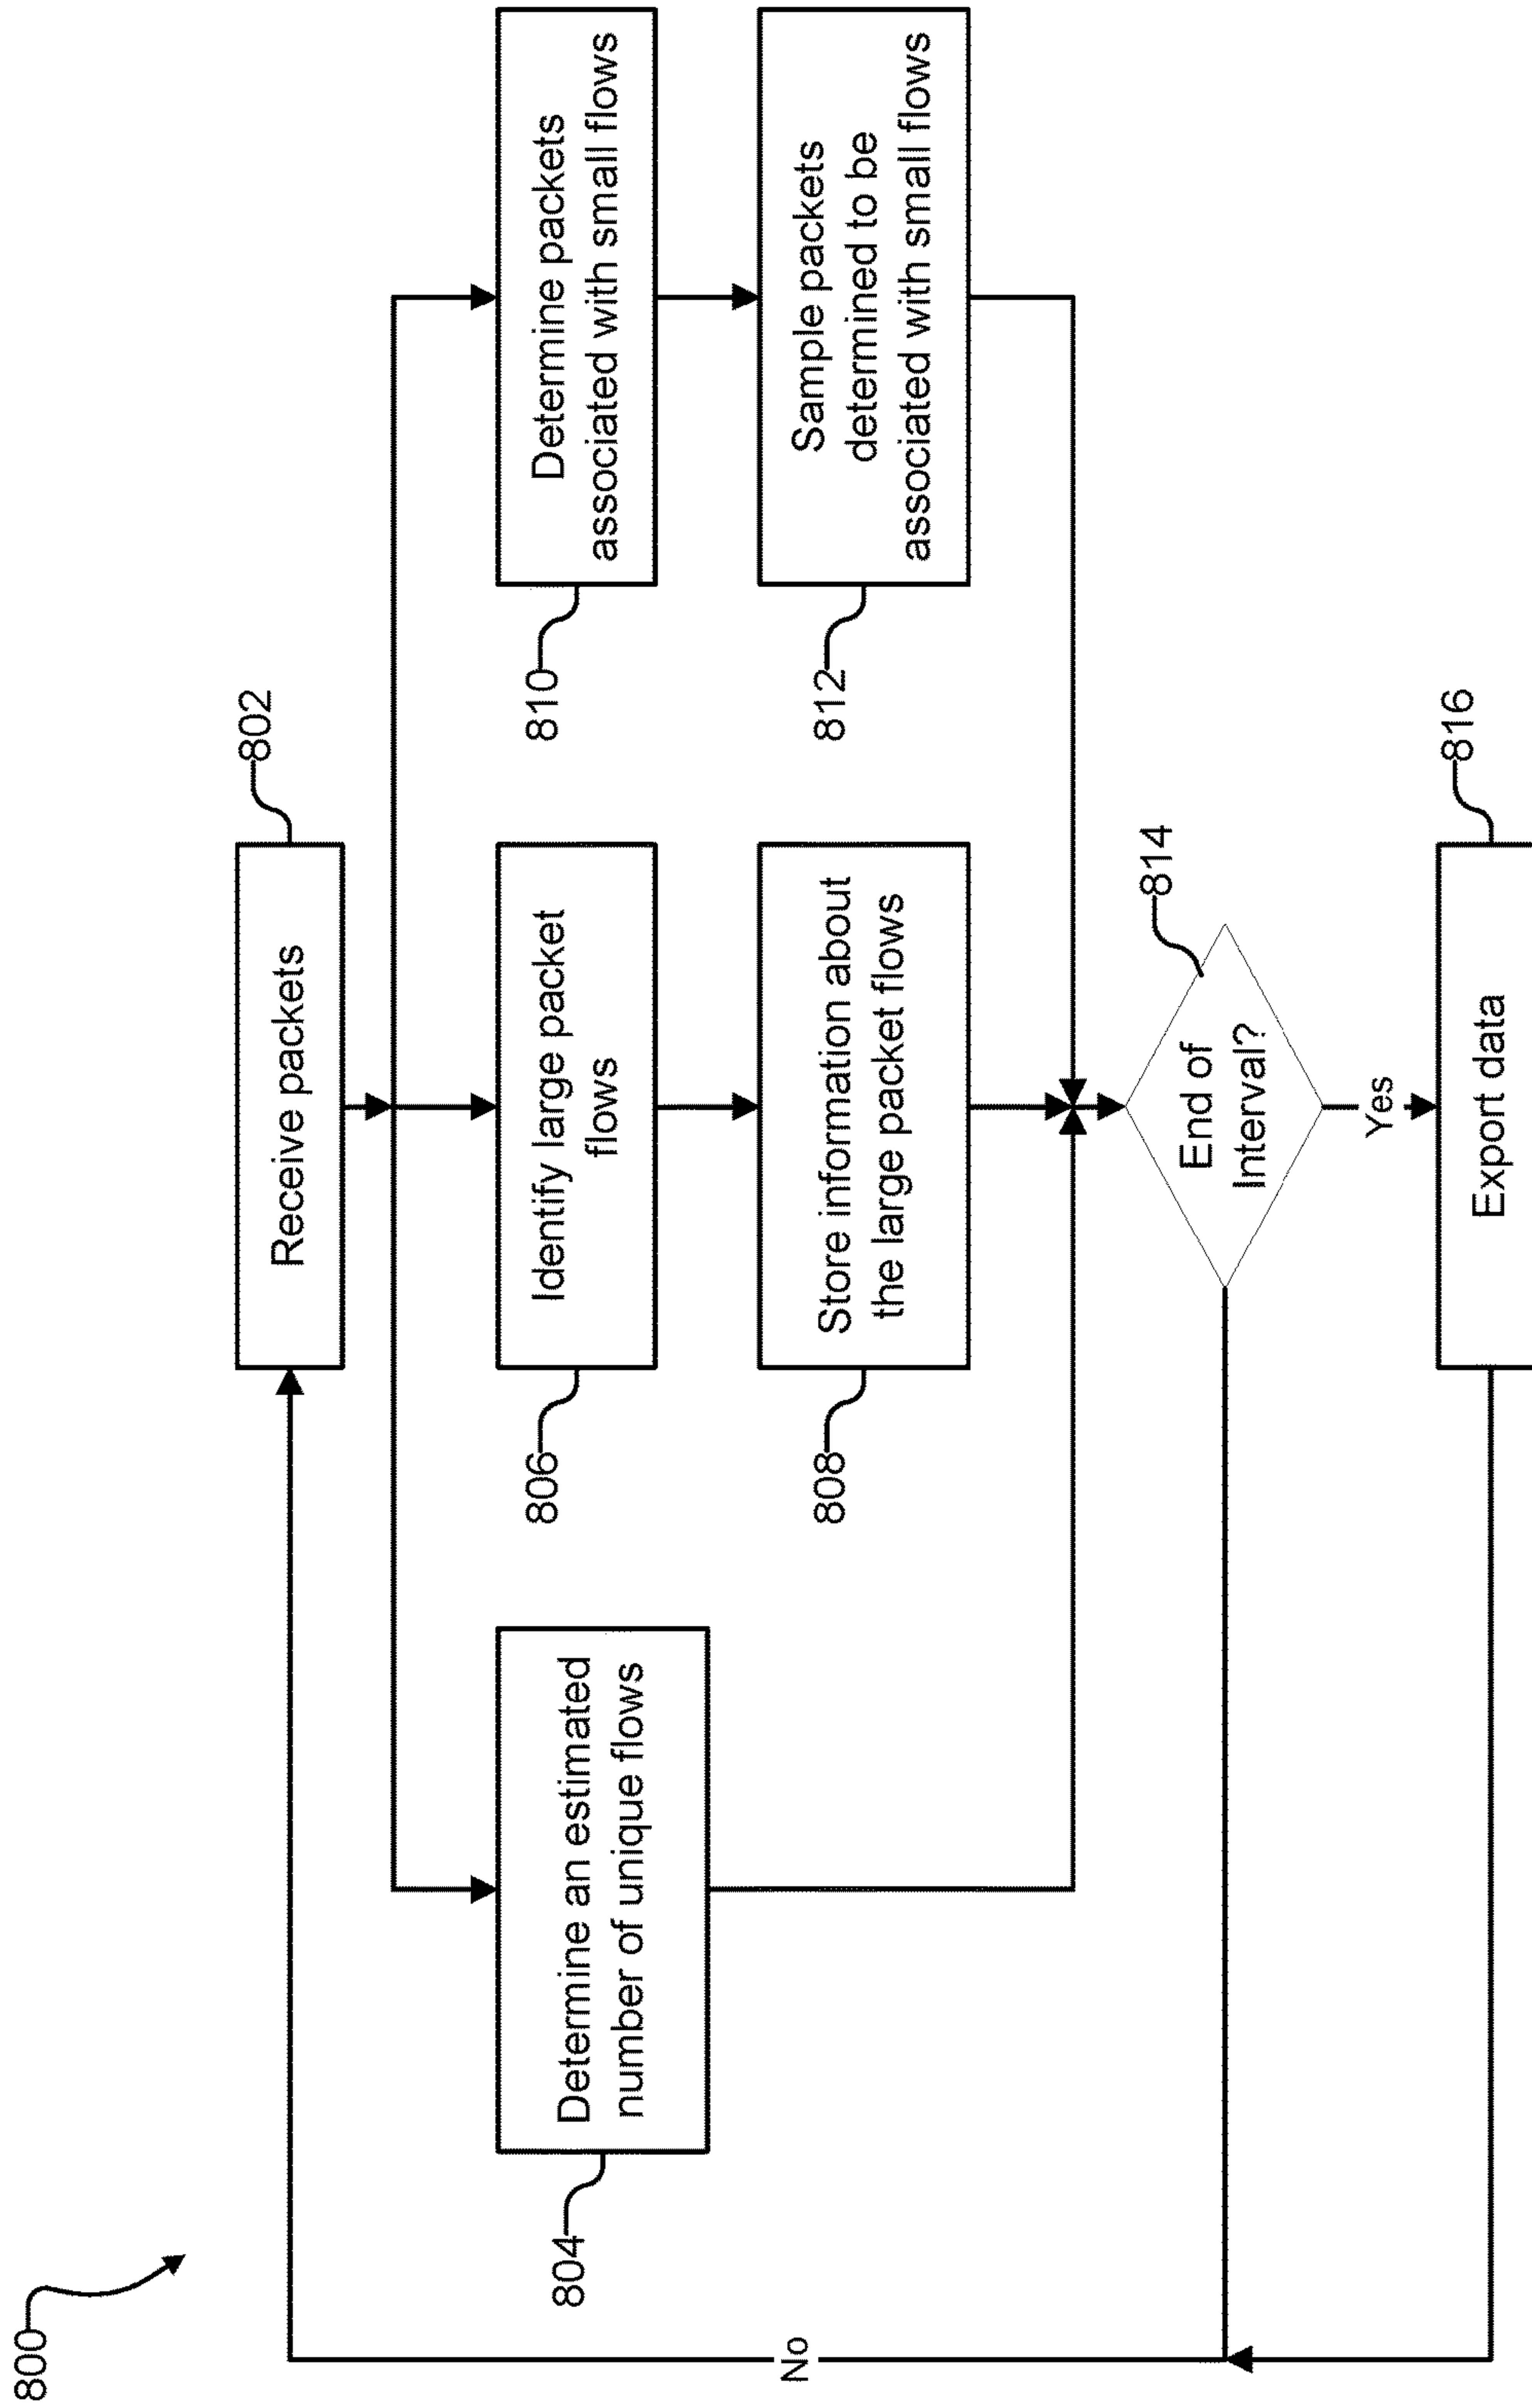 800
802
Receive packets
804
Determine an estimated
number of unique flows
806
Identify large packet
flows
810
Determine packets
associated with small flows
808
Store information about
the large packet flows
812
Sample packets
determined to be
associated with small flows
814
End of
Interval?
No
Yes
816
Export data